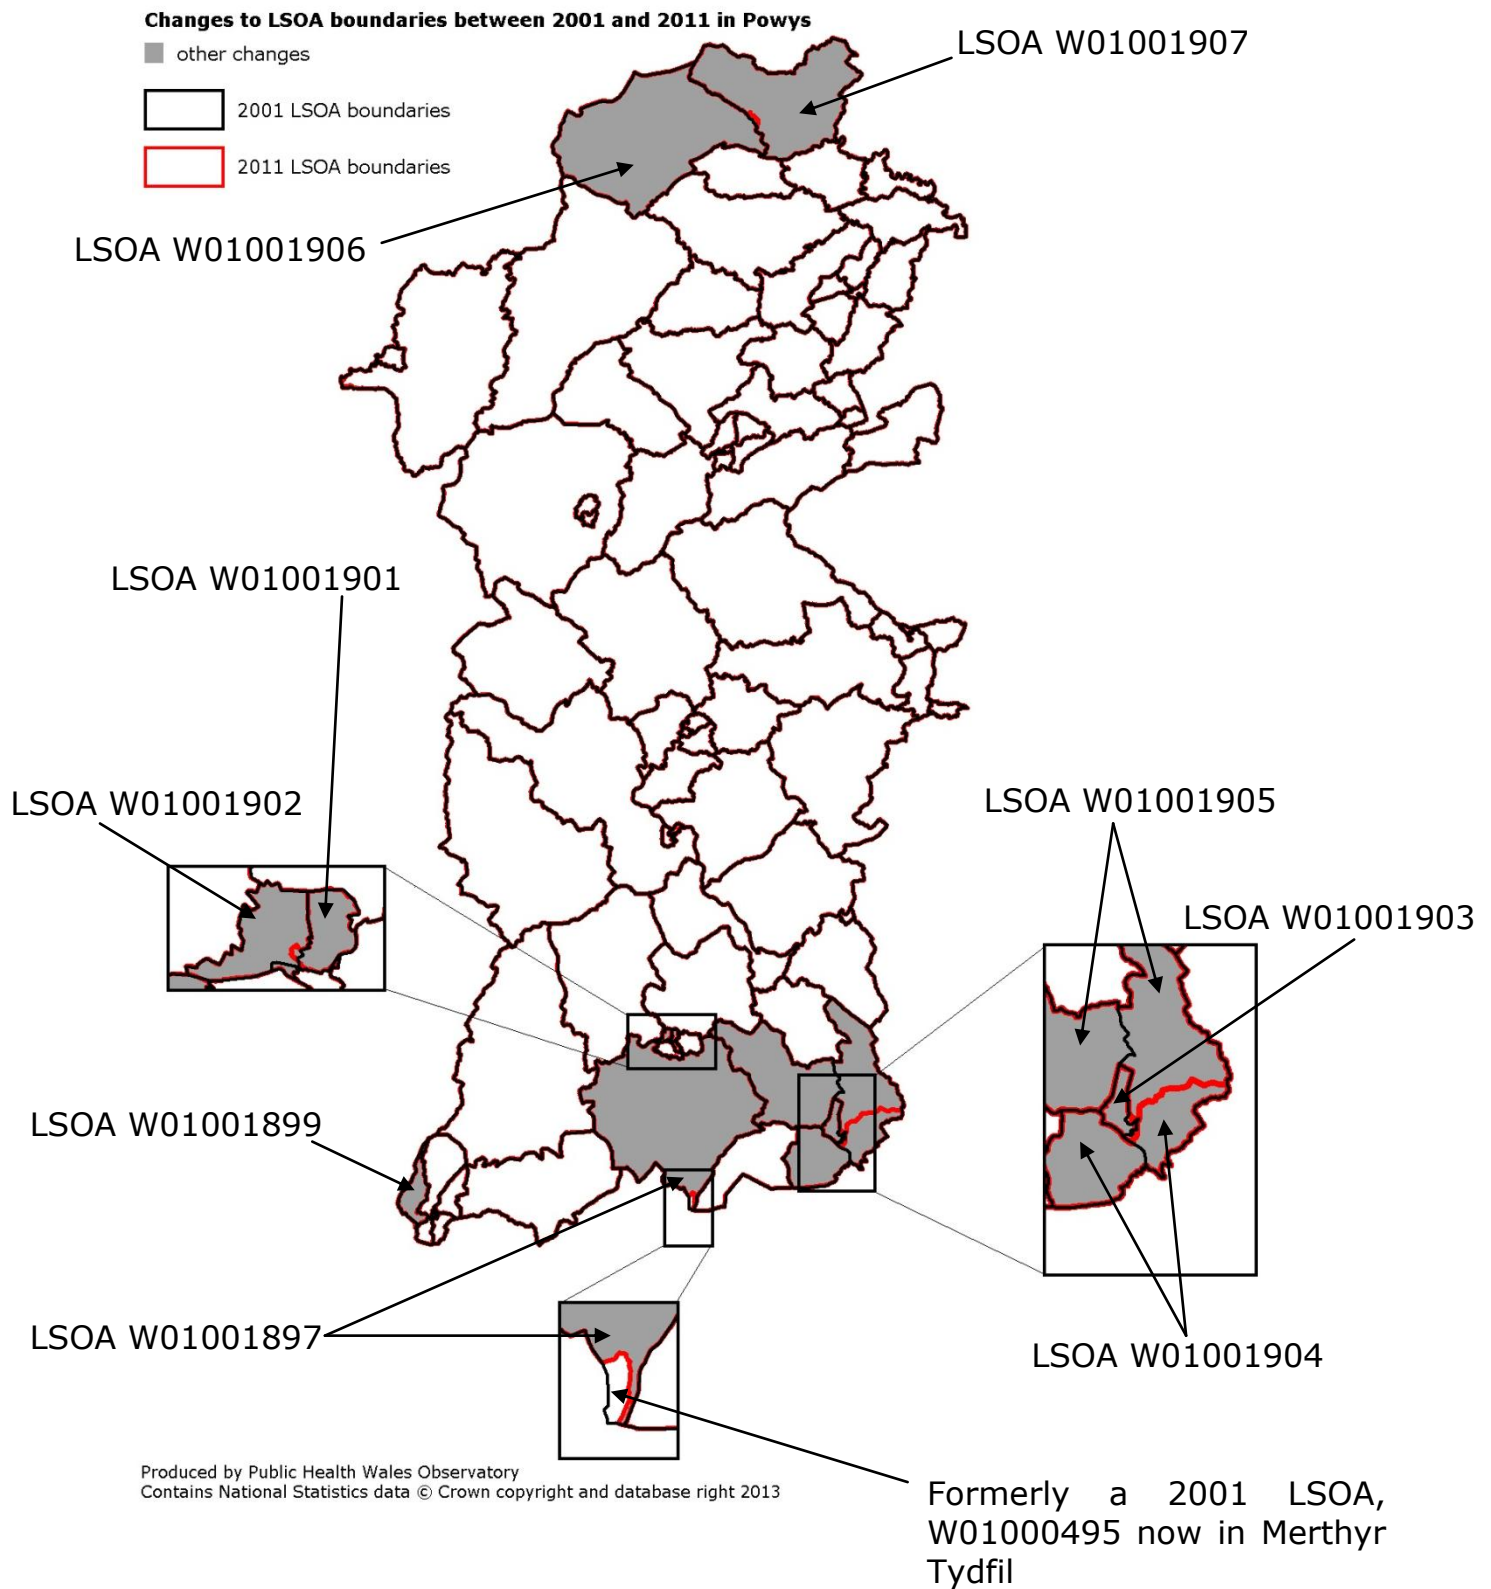 Changes to LSOA boundaries between 2001 and 2011 in Powys
other changes
2001 LSOA boundaries
2011 LSOA boundaries
LSOA W01001907
LSOA W01001906
LSOA W01001901
LSOA W01001902
LSOA W01001905
LSOA W01001903
LSOA W01001899
LSOA W01001897
LSOA W01001904
Produced by Public Health Wales Observatory
Contains National Statistics data © Crown copyright and database right 2013
Formerly a 2001 LSOA,
W01000495 now in Merthyr
Tydfil